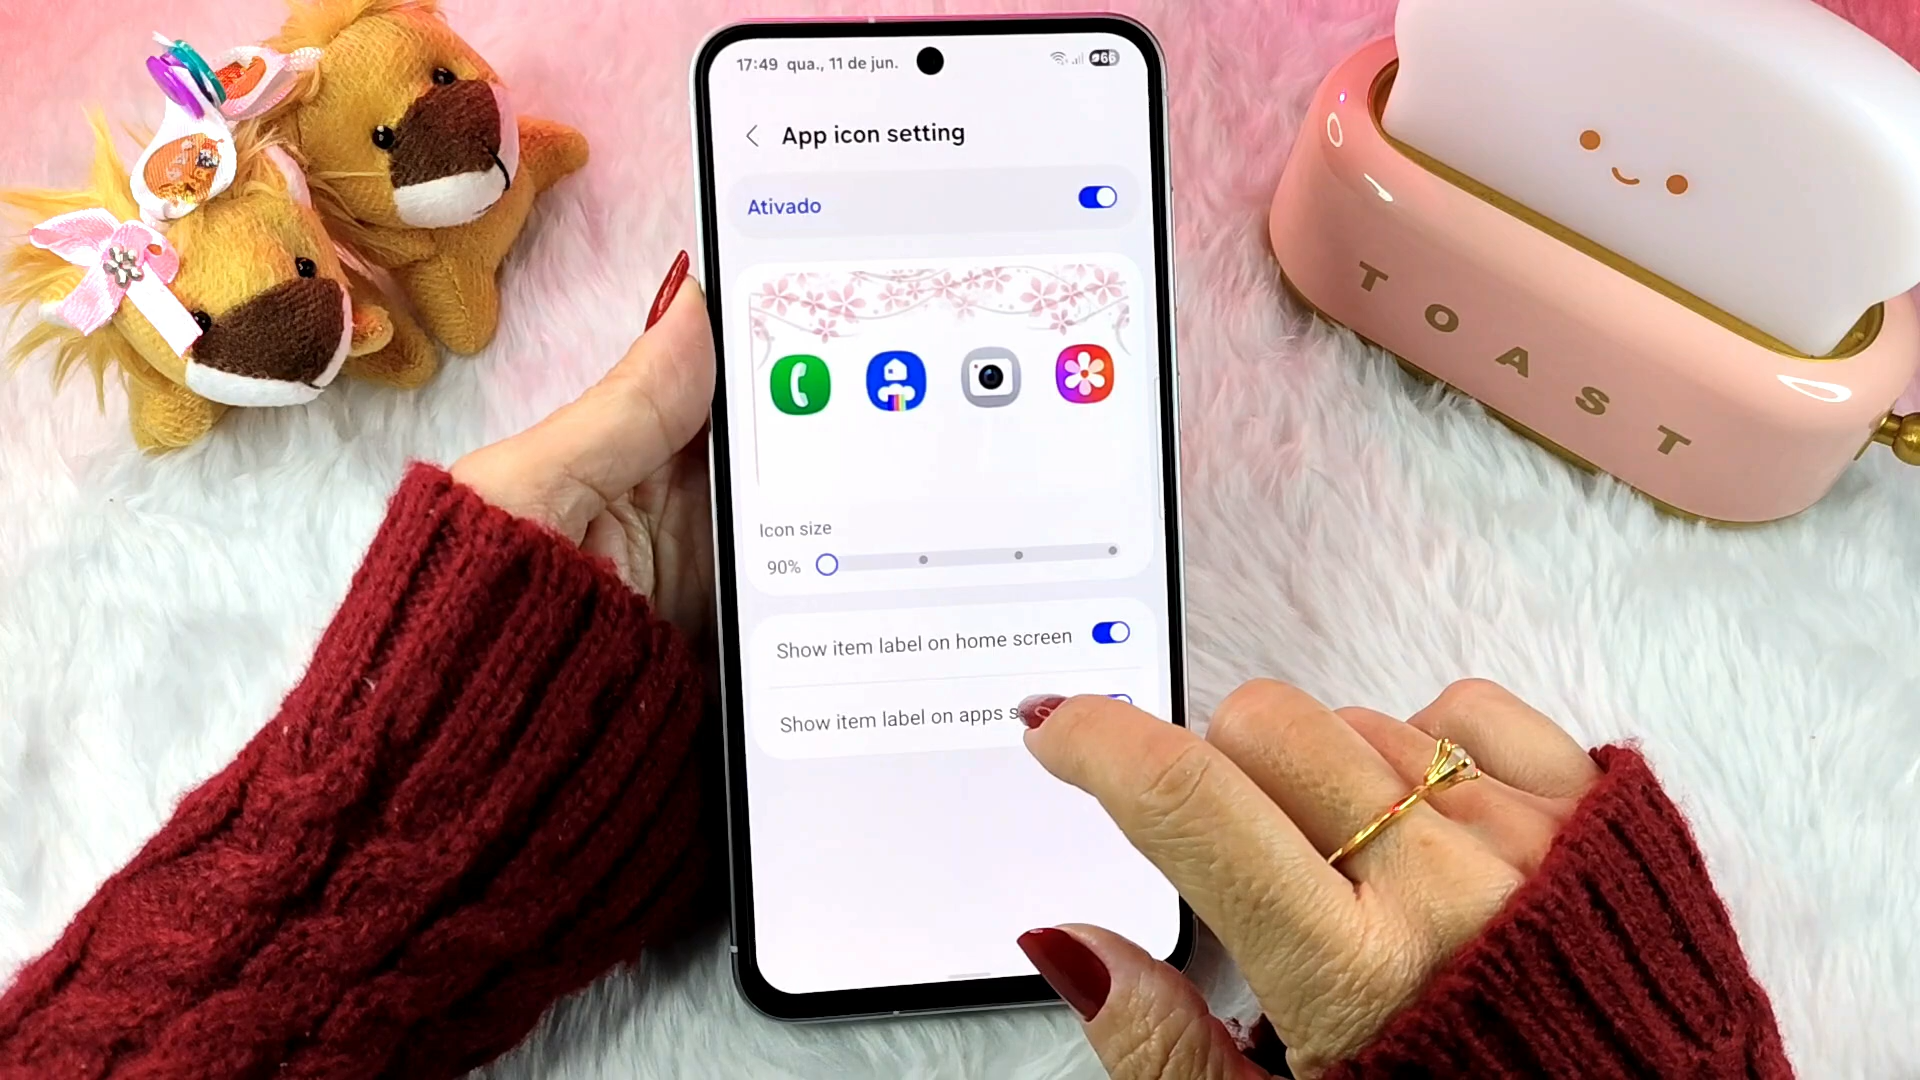 17:49 qua., 11 de jun.
66
App icon setting
Ativado
Icon size
90%
Show item label on home screen
Show item label on apps
TOAST